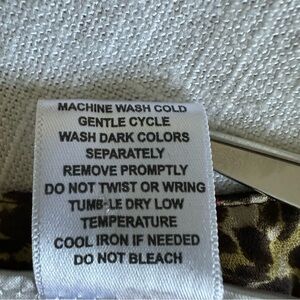 MACHINE WASH COLD
GENTLE CYCLE
WASH DARK COLORS
SEPARATELY
REMOVE PROMPTLY
DO NOT TWIST OR WRING
TUMBLE DRY LOW
TEMPERATURE
COOL IRON IF NEEDED
DO NOT BLEACH